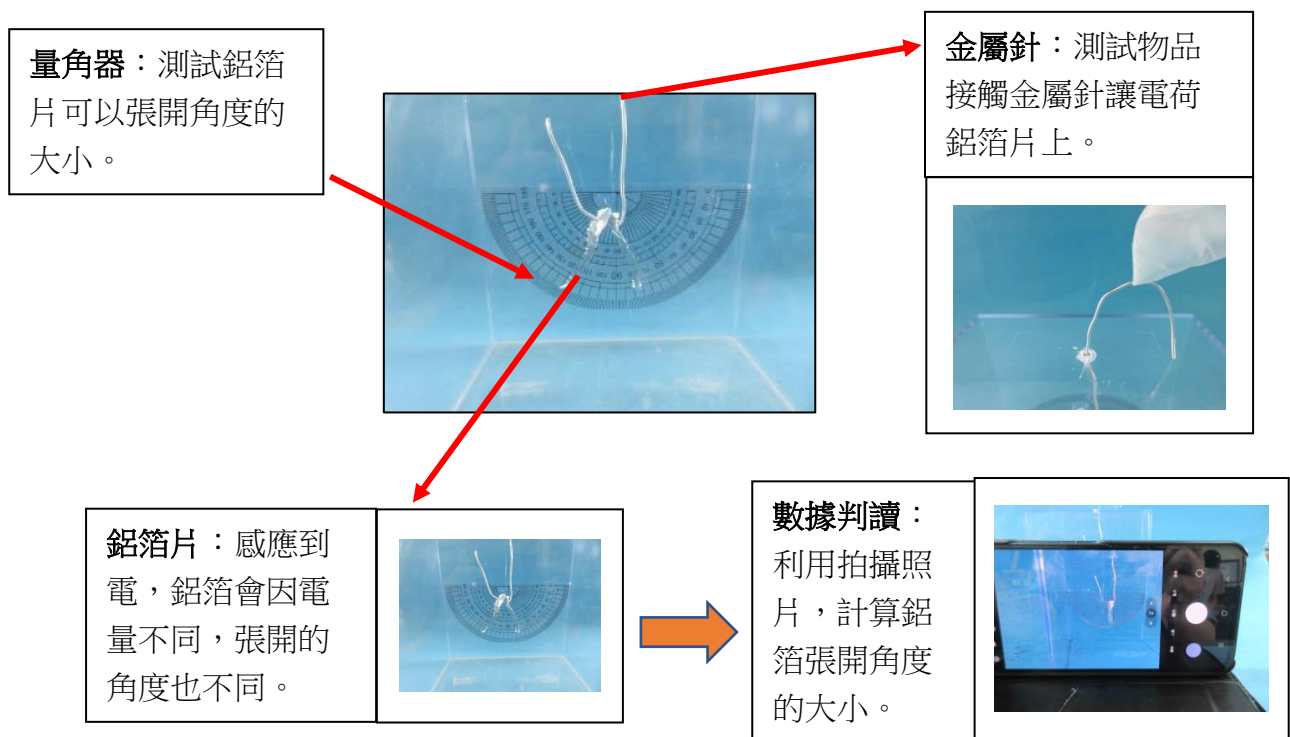 量角器：測試鋁箔
片可以張開角度的
大小。
金屬針：測試物品
接觸金屬針讓電荷
鋁箔片上。
鋁箔片：感應到
電，鋁箔會因電
量不同，張開的
角度也不同。
數據判讀：
利用拍攝照
片，計算鋁
箔張開角度
的大小。